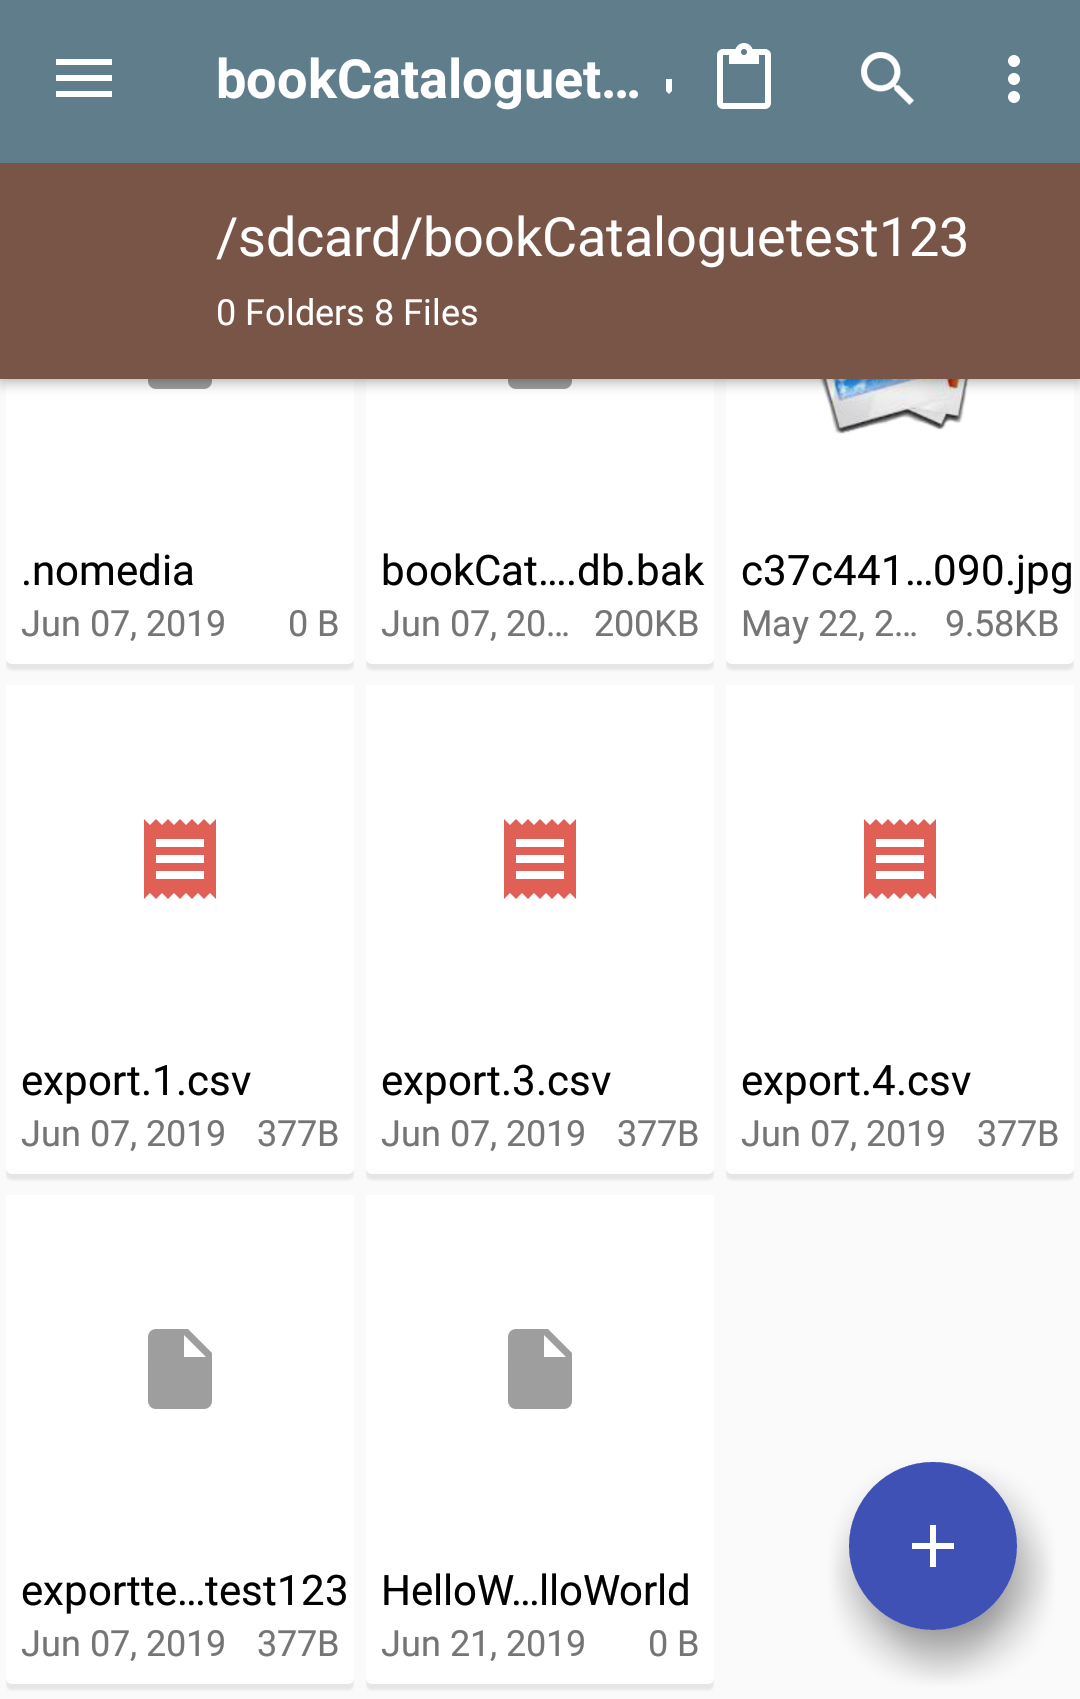 bookCataloguet...
/sdcard/bookCataloguetest123
0 Folders 8 Files
.nomedia
Jun 07, 2019 0 B
bookCat....db.bak
Jun 07, 20... 200KB
c37c441...090.jpg
May 22, 2... 9.58KB
export.1.csv
Jun 07, 2019 377B
export.3.csv
Jun 07, 2019 377B
export.4.csv
Jun 07, 2019 377B
exportte...test123
Jun 07, 2019 377B
HelloW...lloWorld
Jun 21, 2019 0 B